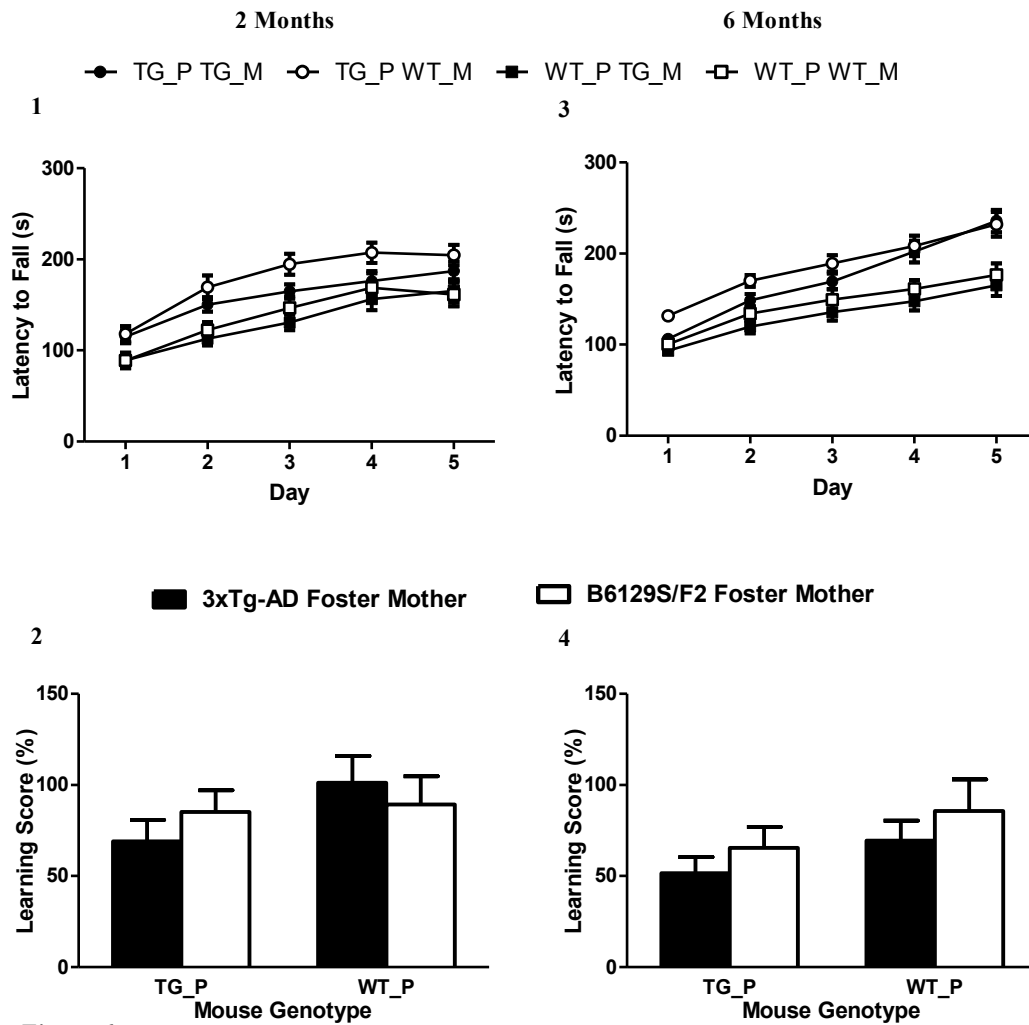 2 Months
6 Months
TG_P TG_M
TG_P WT_M
WT_P TG_M
WT_P WT_M
1
3
Latency to Fall (s)
300
200
100
0
1 2 3 4 5
Day
Latency to Fall (s)
300
200
100
0
1 2 3 4 5
Day
3xTg-AD Foster Mother
B6129S/F2 Foster Mother
2
4
Learning Score (%)
150
100
50
0
TG_P WT_P
Mouse Genotype
Learning Score (%)
150
100
50
0
TG_P WT_P
Mouse Genotype